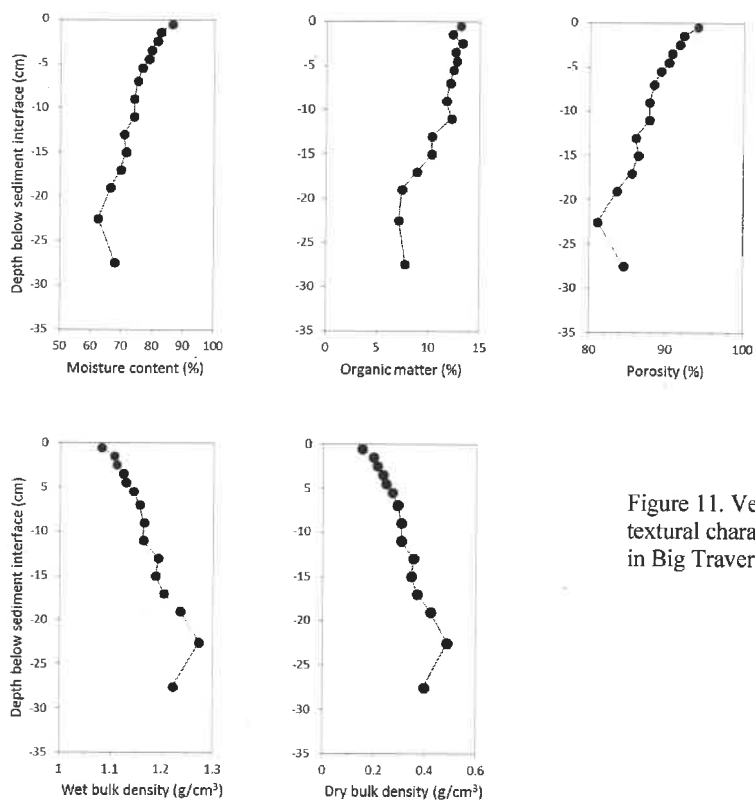 0
-5
-10
-15
-20
-25
-30
-35
Depth below sediment interface (cm)
50 60 70 80 90 100
Moisture content (%)
0
-5
-10
-15
-20
-25
-30
-35
0 5 10 15
Organic matter (%)
0
-5
-10
-15
-20
-25
-30
-35
80 90 100
Porosity (%)
0
-5
-10
-15
-20
-25
-30
-35
Depth below sediment interface (cm)
1 1.1 1.2 1.3
Wet bulk density (g/cm³)
0
-5
-10
-15
-20
-25
-30
-35
0 0.2 0.4 0.6
Dry bulk density (g/cm³)
Figure 11. Ve
textural chara
in Big Traver